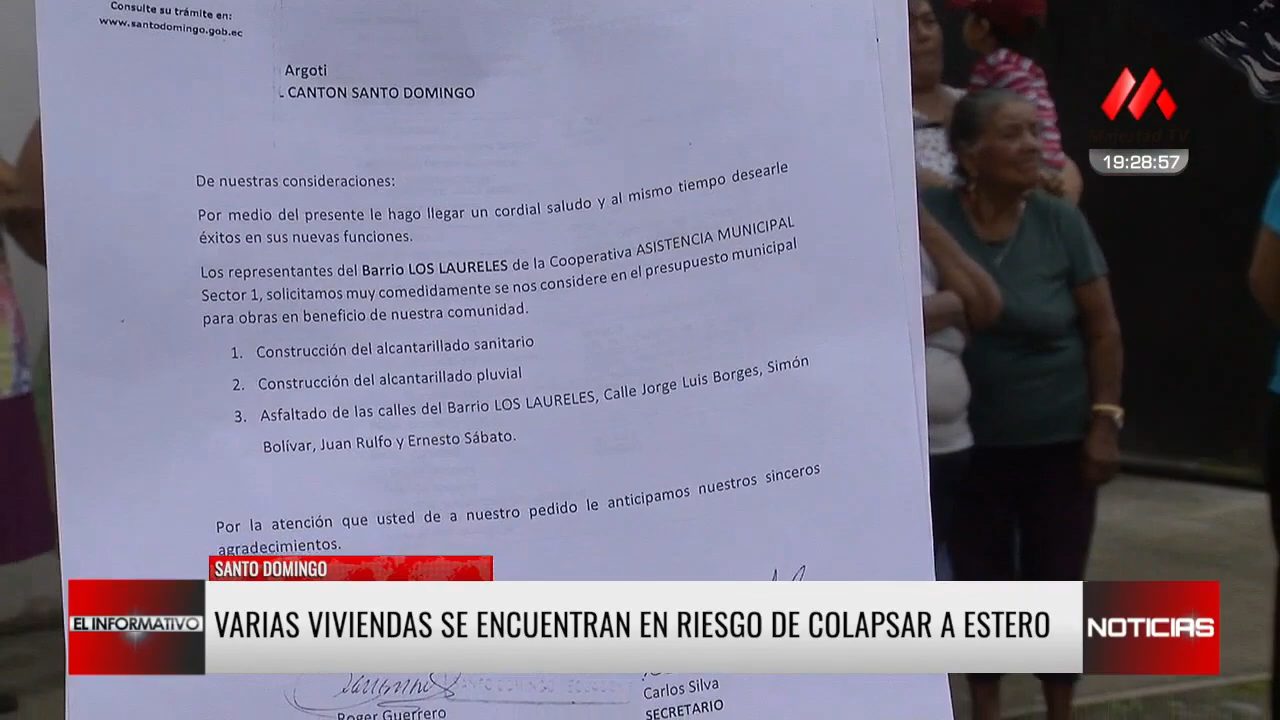 Consulte su trámite en:
www.santodomingo.gob.ec
Argoti
CANTON SANTO DOMINGO
Majestad TV
19:28:57
De nuestras consideraciones:
Por medio del presente le hago llegar un cordial saludo y al mismo tiempo desearle
éxitos en sus nuevas funciones.
Los representantes del Barrio LOS LAURELES de la Cooperativa ASISTENCIA MUNICIPAL
Sector 1, solicitamos muy comedidamente se nos considere en el presupuesto municipal
para obras en beneficio de nuestra comunidad.
1. Construcción del alcantarillado sanitario
2. Construcción del alcantarillado pluvial
3. Asfaltado de las calles del Barrio LOS LAURELES, Calle Jorge Luis Borges, Simón
Bolívar, Juan Rulfo y Ernesto Sábato.
Por la atención que usted de a nuestro pedido le anticipamos nuestros sinceros
agradecimientos.
SANTO DOMINGO
EL INFORMATIVO
VARIAS VIVIENDAS SE ENCUENTRAN EN RIESGO DE COLAPSAR A ESTERO
NOTICIAS
Roger Guerrero
Carlos Silva
SECRETARIO